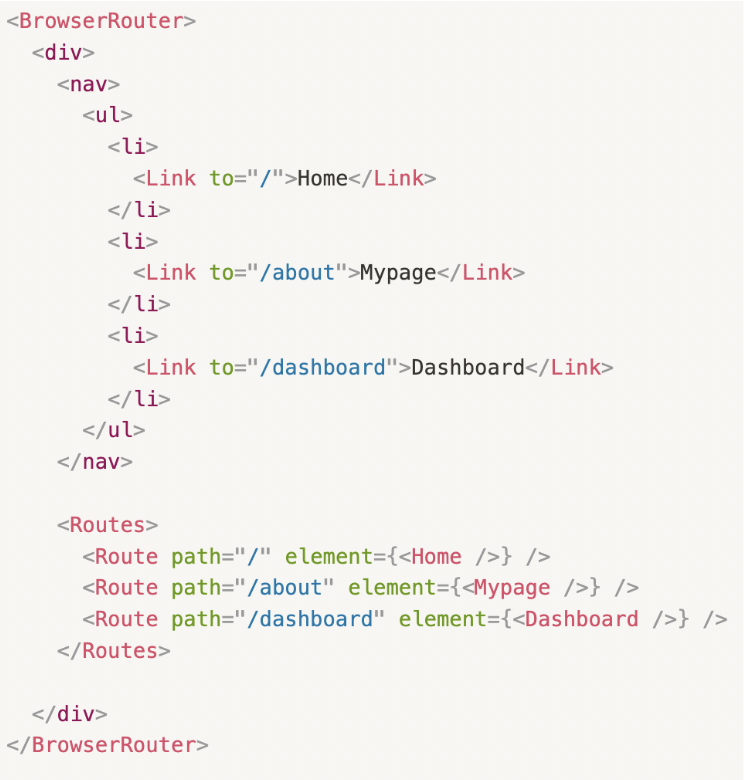 <BrowserRouter>
  <div>
    <nav>
      <ul>
        <li>
          <Link to="/">Home</Link>
        </li>
        <li>
          <Link to="/about">Mypage</Link>
        </li>
        <li>
          <Link to="/dashboard">Dashboard</Link>
        </li>
      </ul>
    </nav>

    <Routes>
      <Route path="/" element={<Home />} />
      <Route path="/about" element={<Mypage />} />
      <Route path="/dashboard" element={<Dashboard />} />
    </Routes>

  </div>
</BrowserRouter>